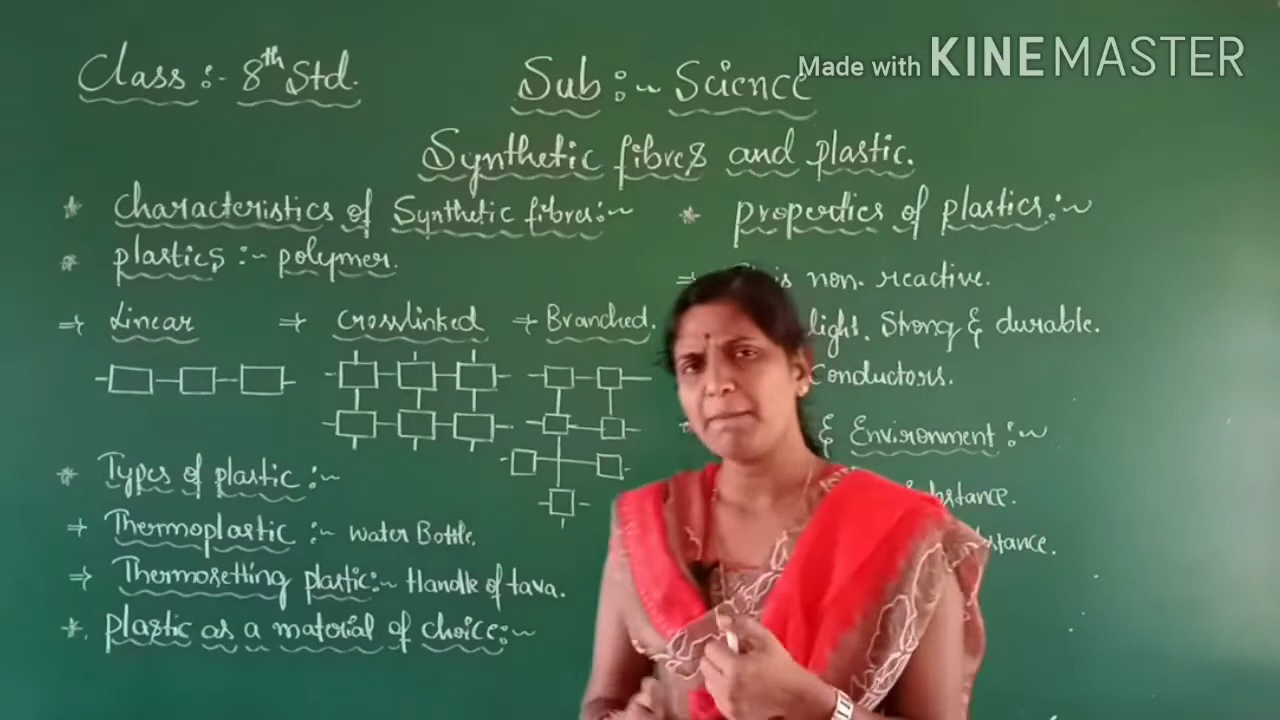 Made with KINEMASTER
Class :- 8th Std.
Sub :- Science
Synthetic fibres and plastic.
* Characteristics of Synthetic fibres :-
* plastics :- polymer.
⇒ Linear ⇒ Crosslinked ⇒ Branched.
* Types of plastic :-
⇒ Thermoplastic :- water Bottle.
⇒ Thermosetting plastic :- Handle of tava.
* plastic as a material of choice :-
* properties of plastics :-
⇒ is non. reactive.
light. Strong & durable.
Conductors.
& Environment :-